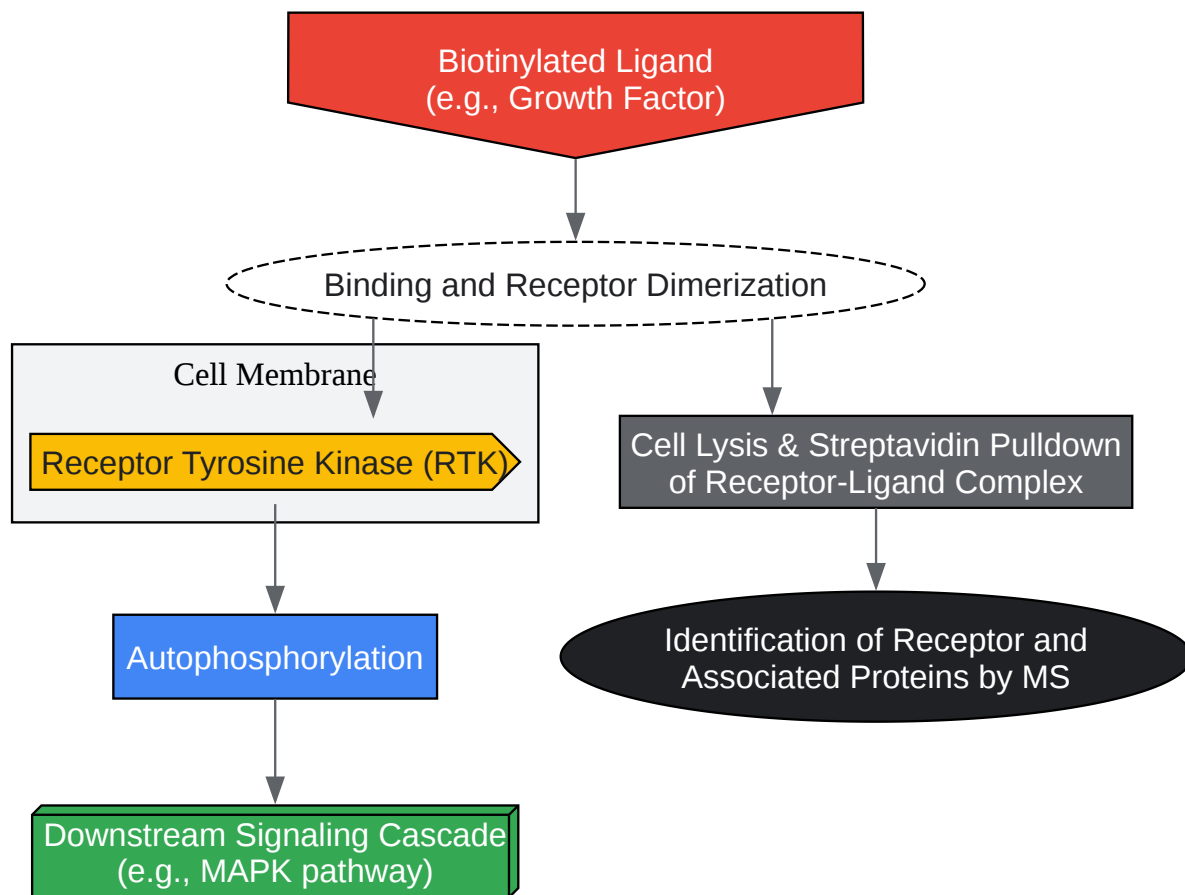 Biotinylated Ligand
(e.g., Growth Factor)
Binding and Receptor Dimerization
Cell Membrane
Receptor Tyrosine Kinase (RTK)
Cell Lysis & Streptavidin Pulldown
of Receptor-Ligand Complex
Autophosphorylation
Identification of Receptor and
Associated Proteins by MS
Downstream Signaling Cascade
(e.g., MAPK pathway)